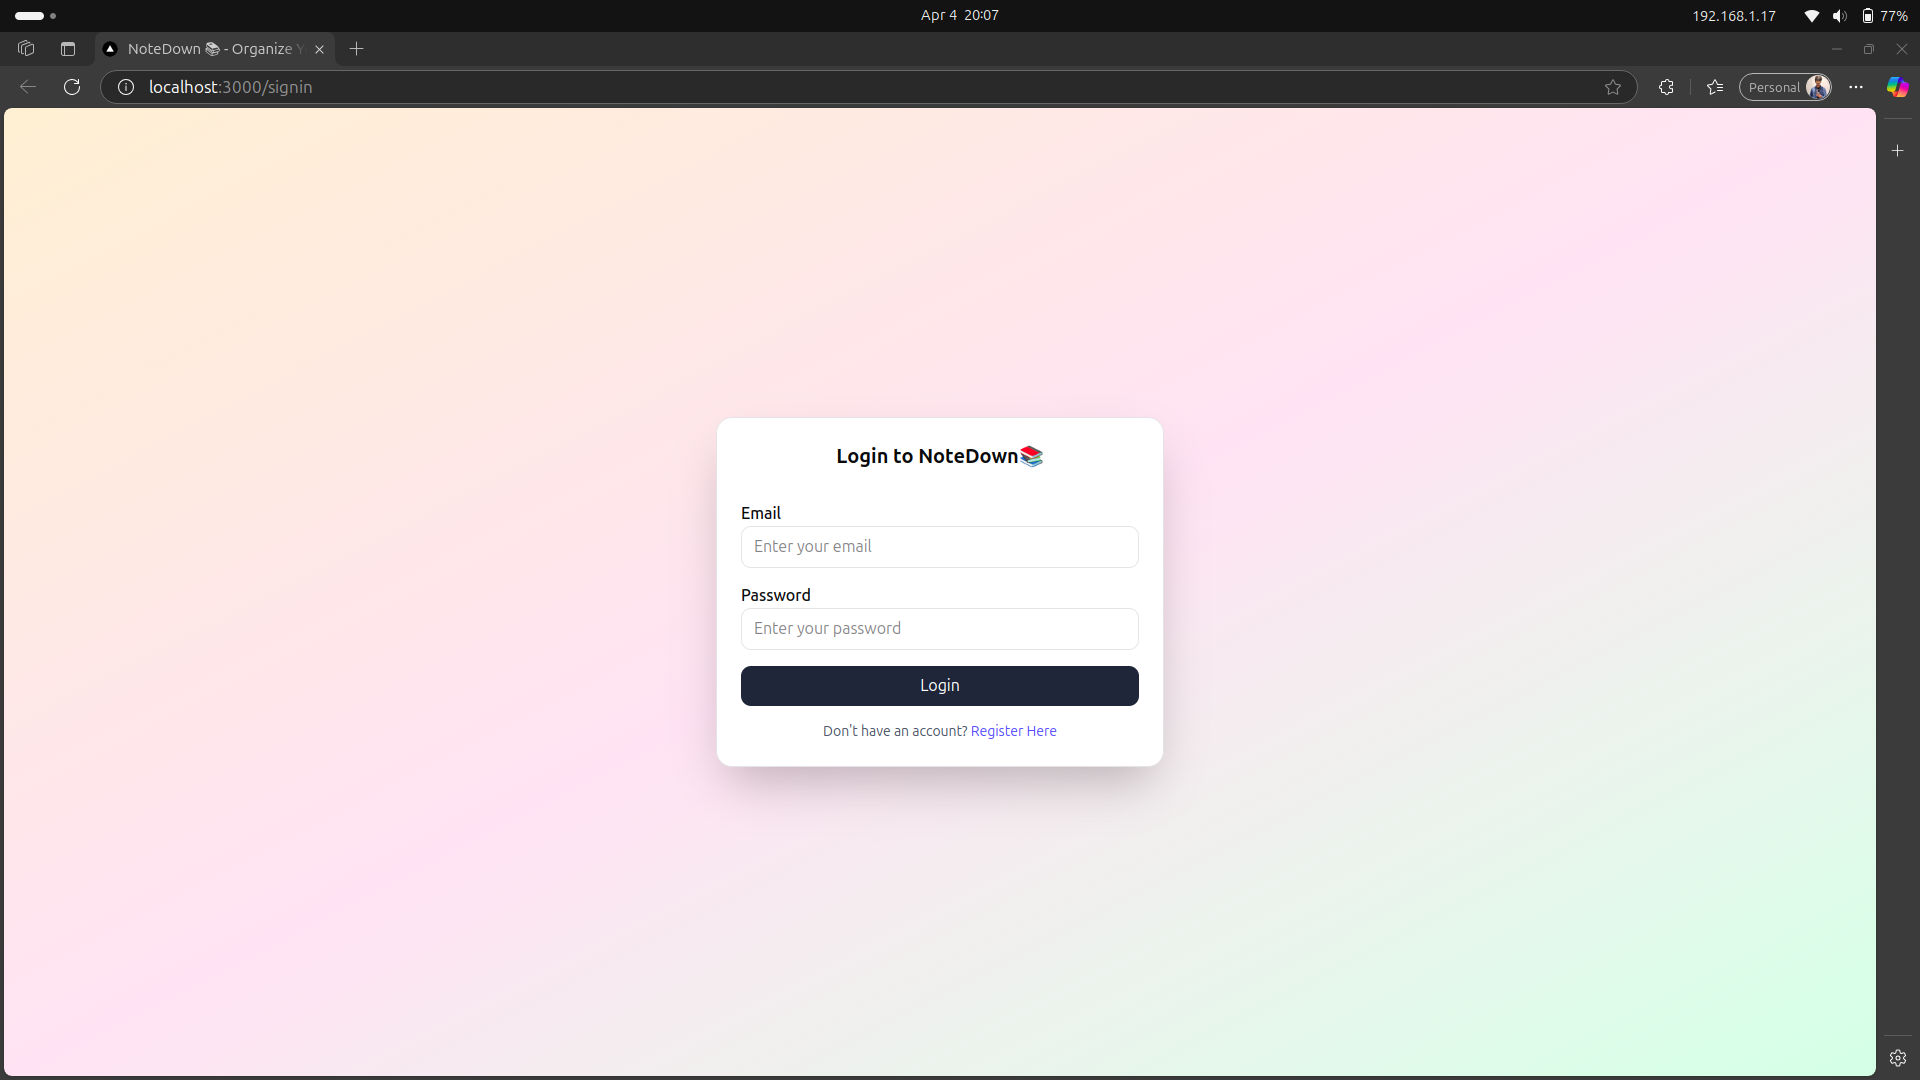 Apr 4 20:07
192.168.1.17
77%
NoteDown 📚 - Organize Y
localhost:3000/signin
Personal
Login to NoteDown📚
Email
Enter your email
Password
Enter your password
Login
Don't have an account? Register Here